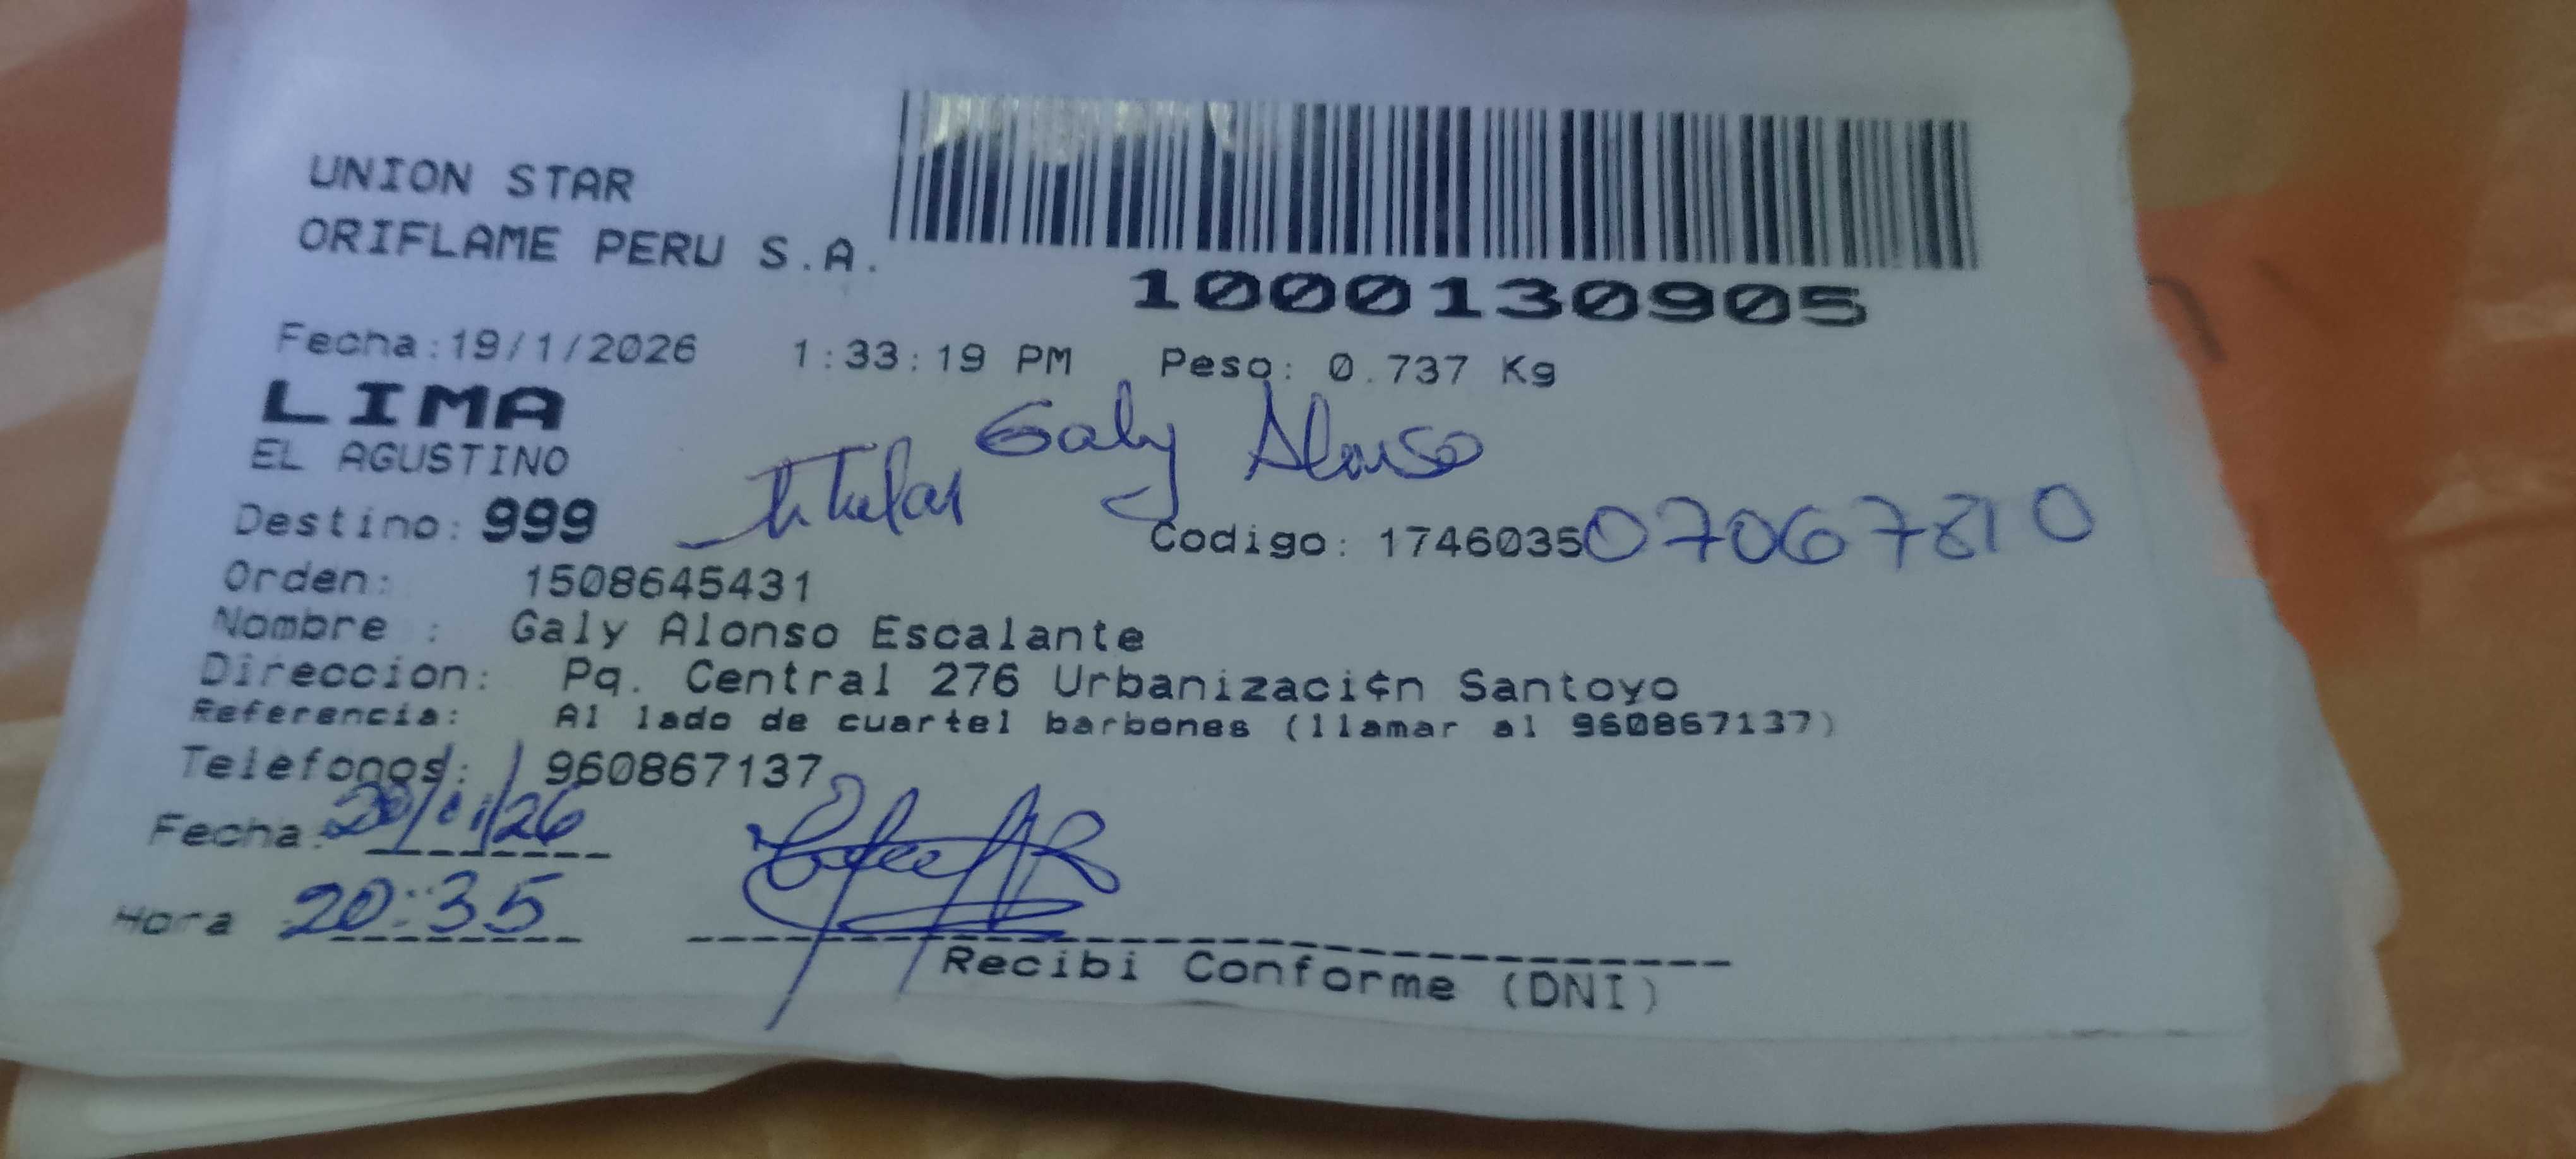 UNION STAR
ORIFLAME PERU S.A.
1000130905
Fecha:19/1/2026 1:33:19 PM Peso: 0.737 Kg
LIMA
EL AGUSTINO
Galy Alonso
titular
Destino: 999
Codigo: 1746035 07067810
Orden: 1508645431
Nombre : Galy Alonso Escalante
Direccion: Pq. Central 276 Urbanizaci¢n Santoyo
Referencia: Al lado de cuartel barbones (llamar al 960867137)
Telefonos: 960867137
Fecha: 20/01/26
Hora 20:35
Recibi Conforme (DNI)